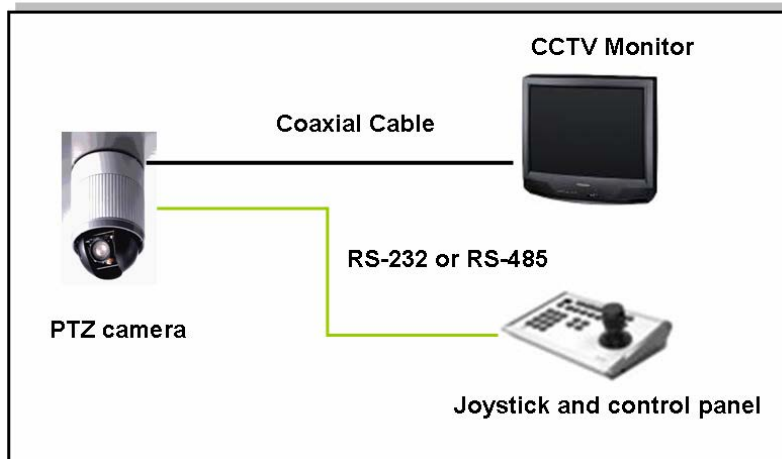 CCTV Monitor
Coaxial Cable
RS-232 or RS-485
PTZ camera
Joystick and control panel